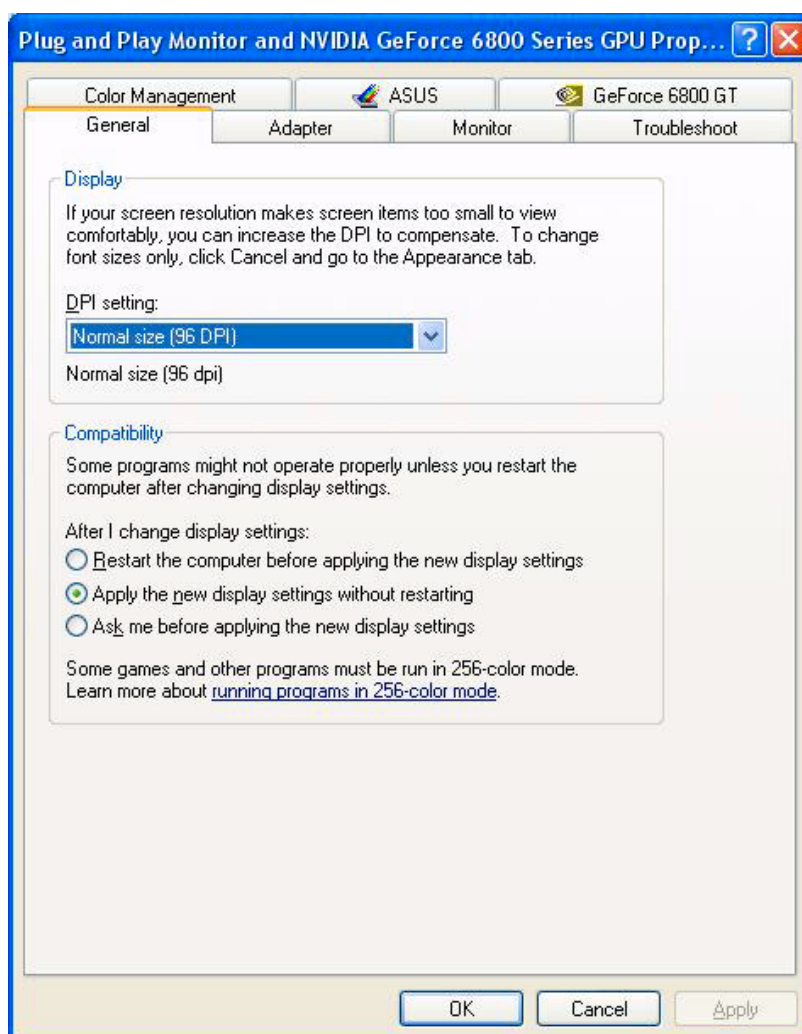 Plug and Play Monitor and NVIDIA GeForce 6800 Series GPU Prop...
Color Management
ASUS
GeForce 6800 GT
General
Adapter
Monitor
Troubleshoot
Display
If your screen resolution makes screen items too small to view
comfortably, you can increase the DPI to compensate. To change
font sizes only, click Cancel and go to the Appearance tab.
DPI setting:
Normal size (96 DPI)
Normal size (96 dpi)
Compatibility
Some programs might not operate properly unless you restart the
computer after changing display settings.
After I change display settings:
Restart the computer before applying the new display settings
Apply the new display settings without restarting
Ask me before applying the new display settings
Some games and other programs must be run in 256-color mode.
Learn more about running programs in 256-color mode.
OK
Cancel
Apply